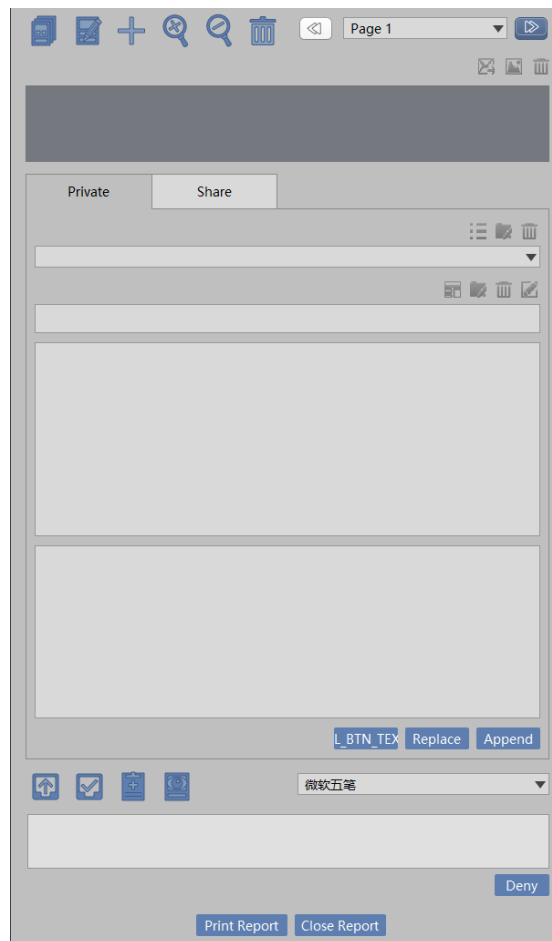 Page 1
Private
Share
L_BTN_TEX
Replace
Append
微软五笔
Deny
Print Report
Close Report